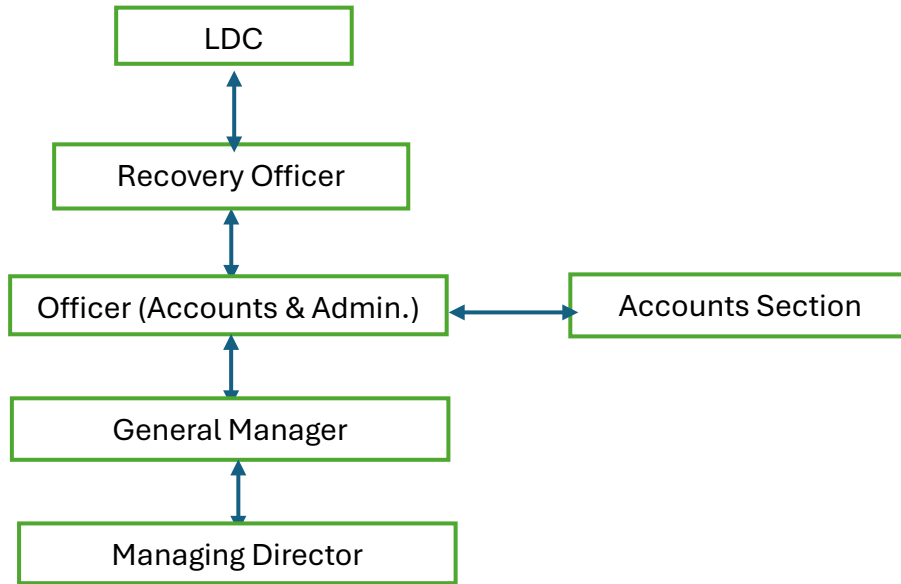 LDC
Recovery Officer
Officer (Accounts & Admin.)
Accounts Section
General Manager
Managing Director